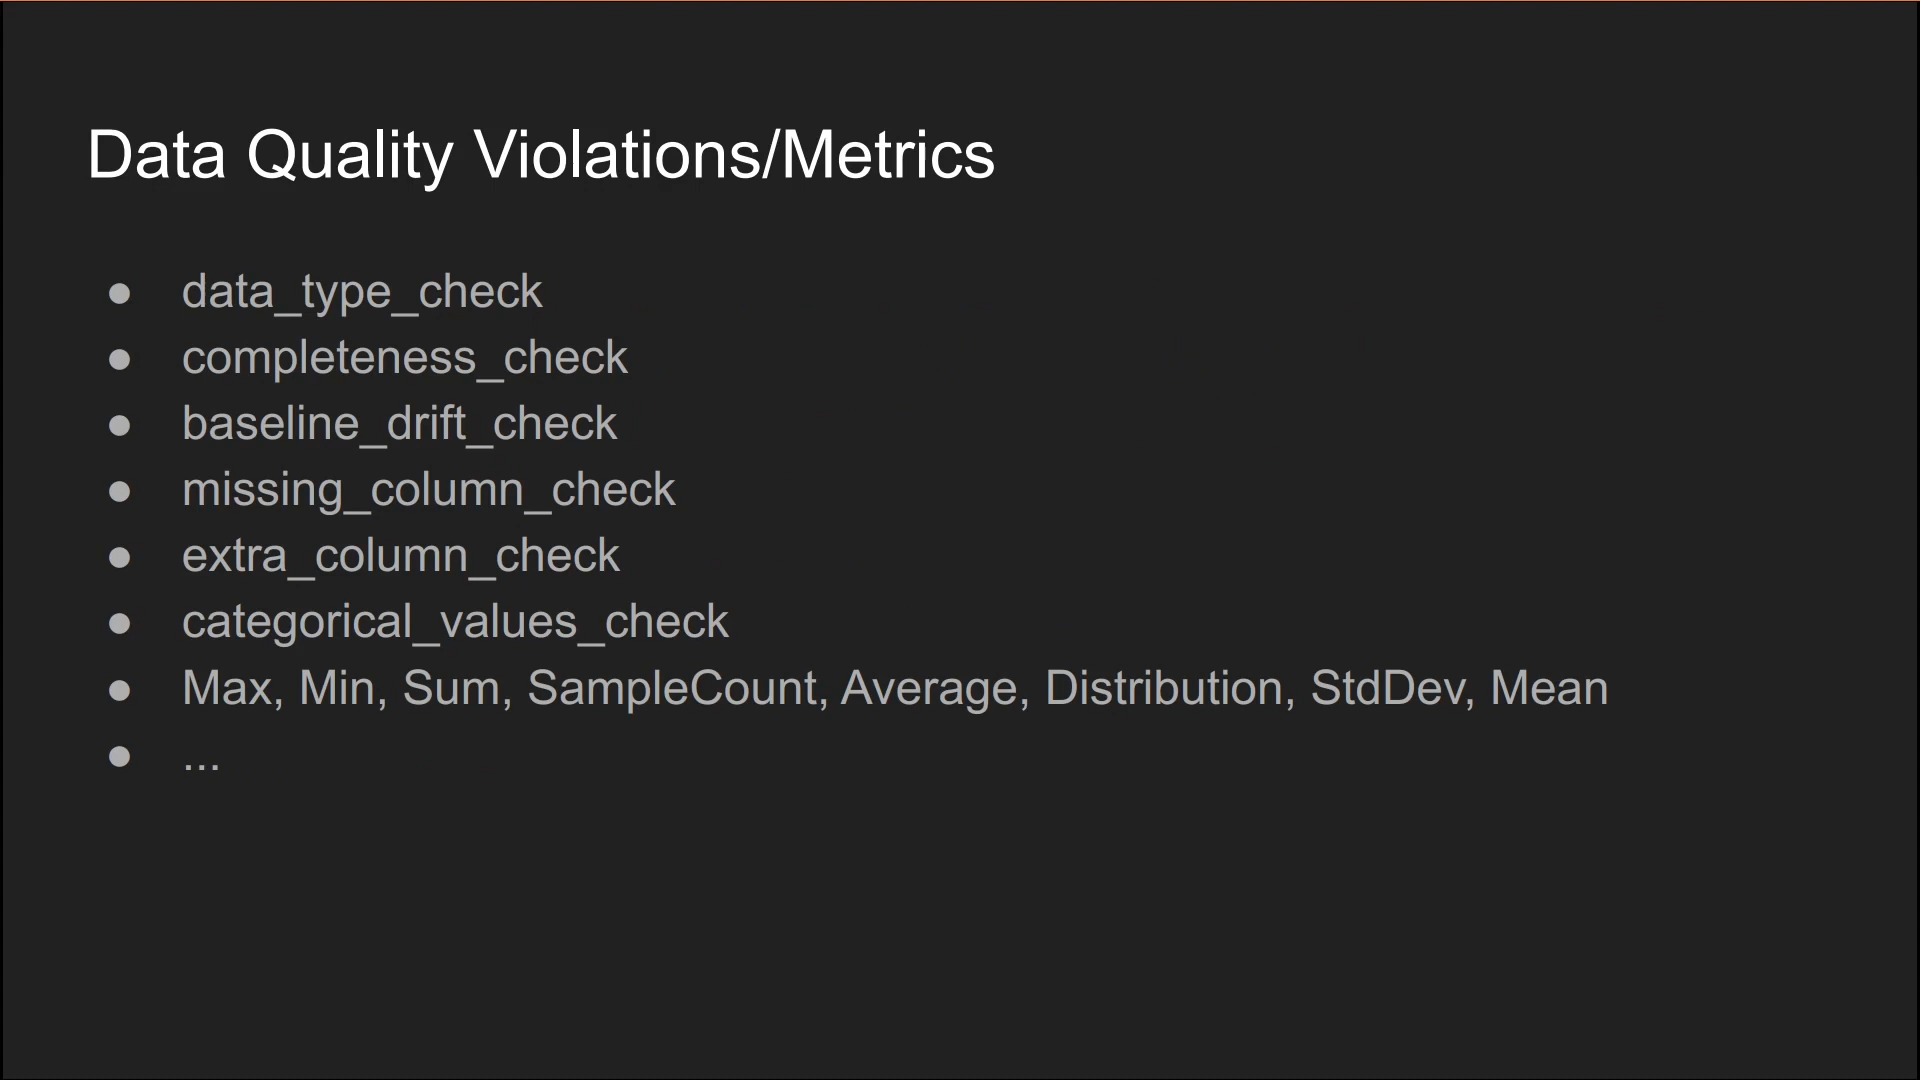 Data Quality Violations/Metrics
● data_type_check
● completeness_check
● baseline_drift_check
● missing_column_check
● extra_column_check
● categorical_values_check
● Max, Min, Sum, SampleCount, Average, Distribution, StdDev, Mean
● ...